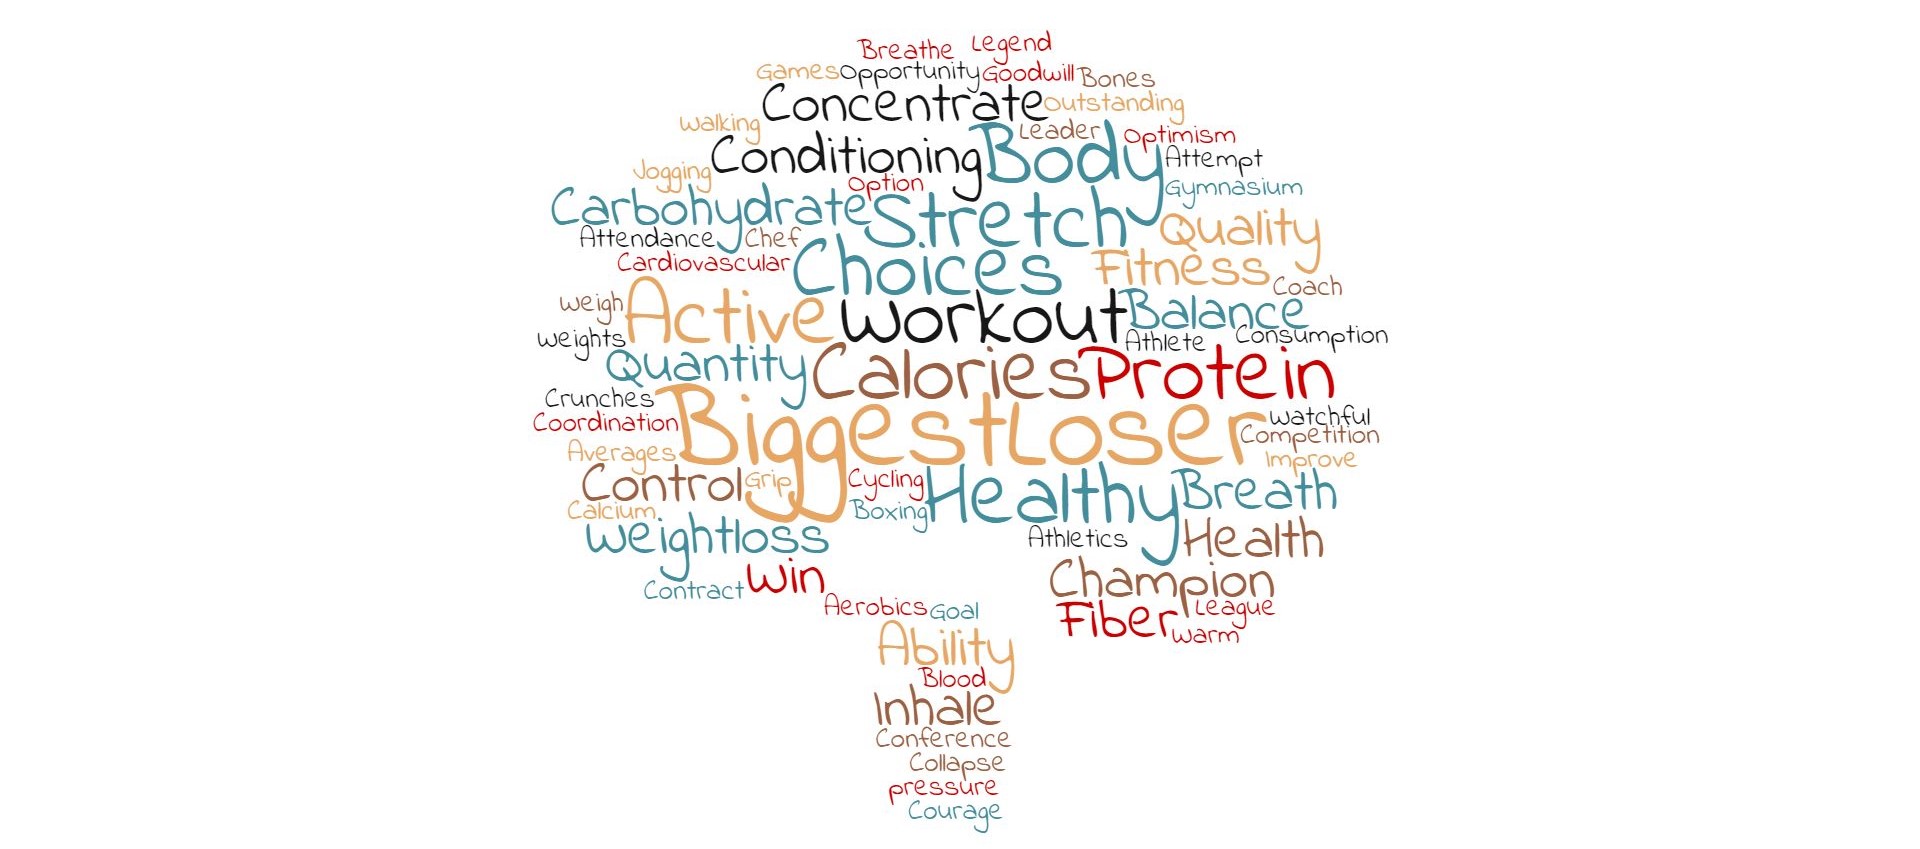 Breathe Legend
Games Opportunity Goodwill Bones
Concentrate Outstanding
Walking Leader Optimism
Conditioning Body Attempt
Jogging Option Gymnasium
Carbohydrate Stretch Quality
Attendance Chef
Cardiovascular Choices Fitness
Weigh Active Workout Balance Coach
Weights Athlete Consumption
Quantity Calories Protein
Crunches
Coordination BiggestLoser Watchful
Competition
Averages Improve
Control Grip Cycling Healthy Breath
Calcium Boxing
Weightloss Athletics Health
Contract Win Champion
Aerobics Goal Fiber League
Warm
Ability
Blood
Inhale
Conference
Collapse
pressure
Courage